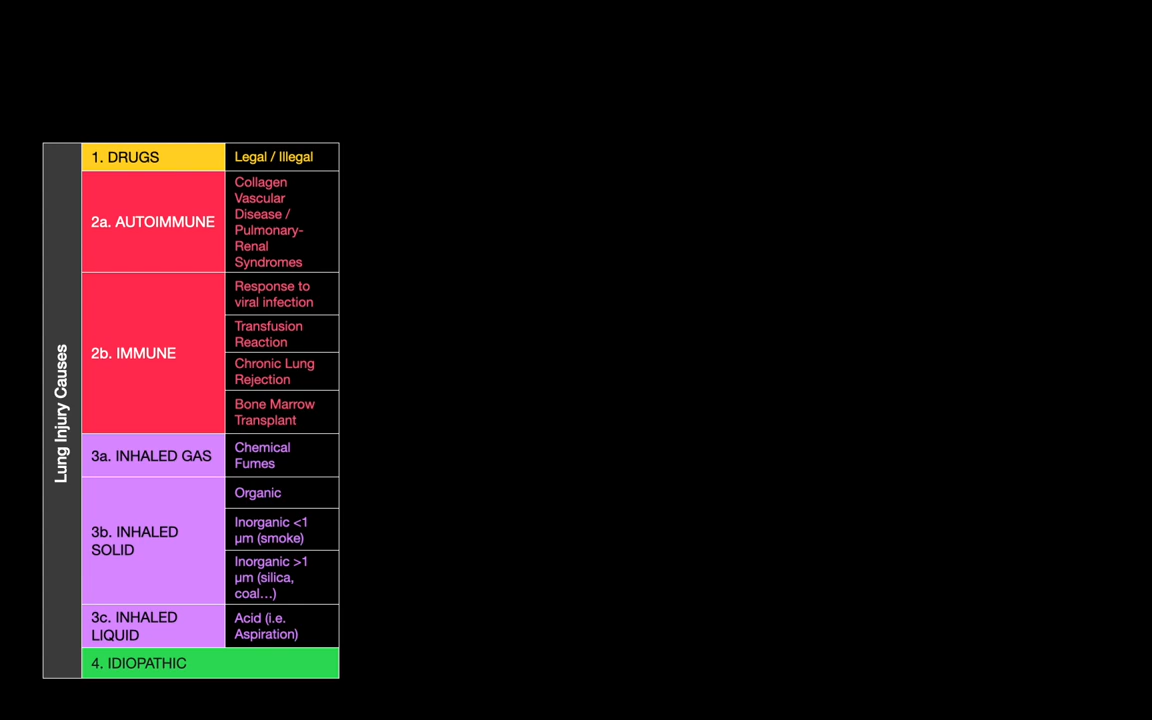 Lung Injury Causes
1. DRUGS
Legal / Illegal
2a. AUTOIMMUNE
Collagen
Vascular
Disease /
Pulmonary-
Renal
Syndromes
2b. IMMUNE
Response to
viral infection
Transfusion
Reaction
Chronic Lung
Rejection
Bone Marrow
Transplant
3a. INHALED GAS
Chemical
Fumes
3b. INHALED
SOLID
Organic
Inorganic <1
μm (smoke)
Inorganic >1
μm (silica,
coal…)
3c. INHALED
LIQUID
Acid (i.e.
Aspiration)
4. IDIOPATHIC